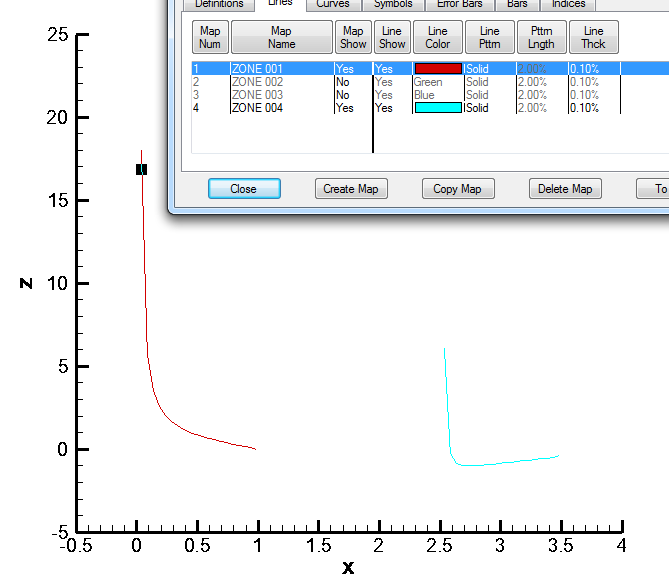 Definitions Lines Curves Symbols Error Bars Bars Indices
Map Num Map Name Map Show Line Show Line Color Line Pttrn Pttrn Lngth Line Thck
1 ZONE 001 Yes Yes Solid 2.00% 0.10%
2 ZONE 002 No Yes Green Solid 2.00% 0.10%
3 ZONE 003 No Yes Blue Solid 2.00% 0.10%
4 ZONE 004 Yes Yes Solid 2.00% 0.10%
Close Create Map Copy Map Delete Map To
25
20
15
10
5
0
-5
z
-0.5 0 0.5 1 1.5 2 2.5 3 3.5 4
x